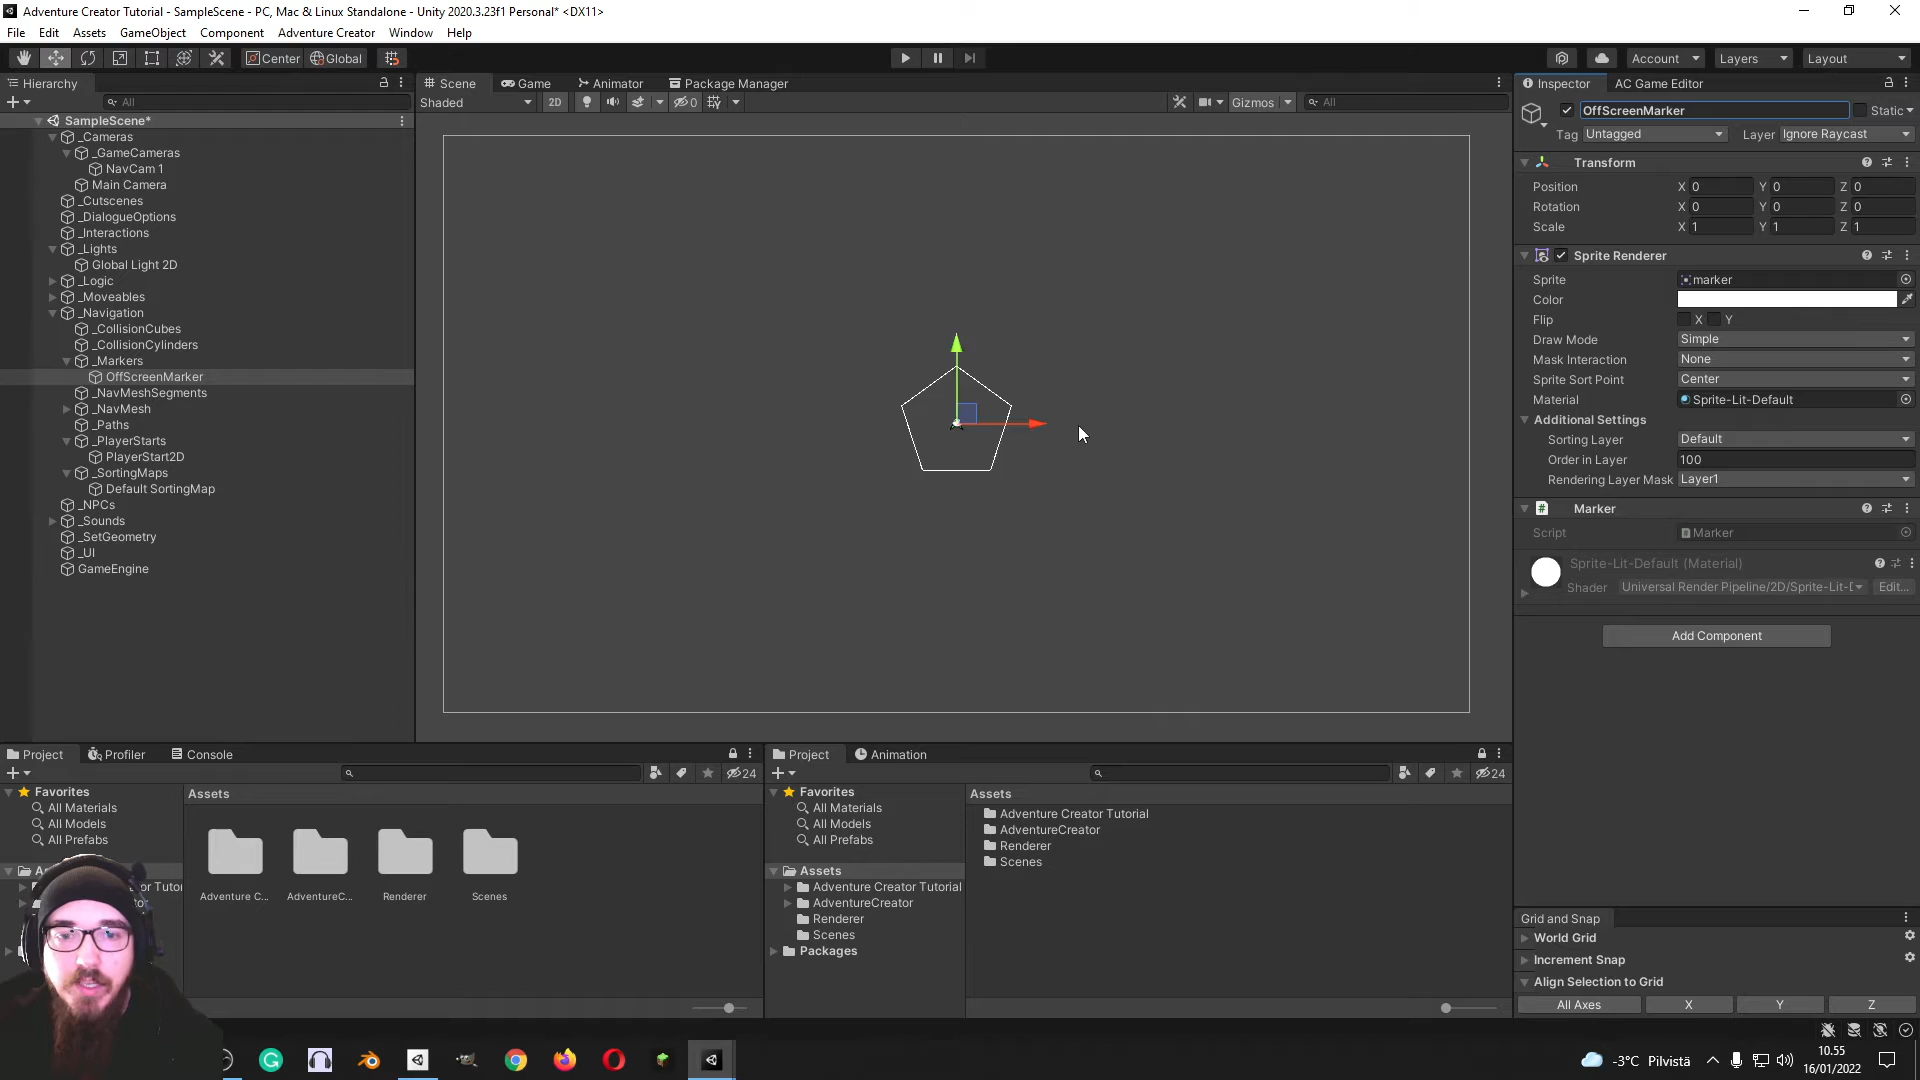 Adventure Creator Tutorial - SampleScene - PC, Mac & Linux Standalone - Unity 2020.3.23f1 Personal* <DX11>
File Edit Assets GameObject Component Adventure Creator Window Help
Center Global Account Layers Layout
Hierarchy
All
SampleScene*
_Cameras
_GameCameras
NavCam 1
Main Camera
_Cutscenes
_DialogueOptions
_Interactions
_Lights
Global Light 2D
_Logic
_Moveables
_Navigation
_CollisionCubes
_CollisionCylinders
_Markers
OffScreenMarker
_NavMeshSegments
_NavMesh
_Paths
_PlayerStarts
PlayerStart2D
_SortingMaps
Default SortingMap
_NPCs
_Sounds
_SetGeometry
_UI
GameEngine
Scene Game Animator Package Manager
Shaded 2D 0 Gizmos All
Inspector AC Game Editor
OffScreenMarker Static
Tag Untagged Layer Ignore Raycast
Transform
Position X 0 Y 0 Z 0
Rotation X 0 Y 0 Z 0
Scale X 1 Y 1 Z 1
Sprite Renderer
Sprite marker
Color
Flip X Y
Draw Mode Simple
Mask Interaction None
Sprite Sort Point Center
Material Sprite-Lit-Default
Additional Settings
Sorting Layer Default
Order in Layer 100
Rendering Layer Mask Layer1
# Marker
Script Marker
Sprite-Lit-Default (Material)
Shader Universal Render Pipeline/2D/Sprite-Lit-D Edit...
Add Component
Grid and Snap
World Grid
Increment Snap
Align Selection to Grid
All Axes X Y Z
Project Profiler Console
24
Favorites
All Materials
All Models
All Prefabs
Assets
Adventure C... AdventureC... Renderer Scenes
Project Animation
24
Favorites
All Materials
All Models
All Prefabs
Assets
Adventure Creator Tutorial
AdventureCreator
Renderer
Scenes
Packages
Assets
Adventure Creator Tutorial
AdventureCreator
Renderer
Scenes
-3°C Pilvistä
10.55
16/01/2022